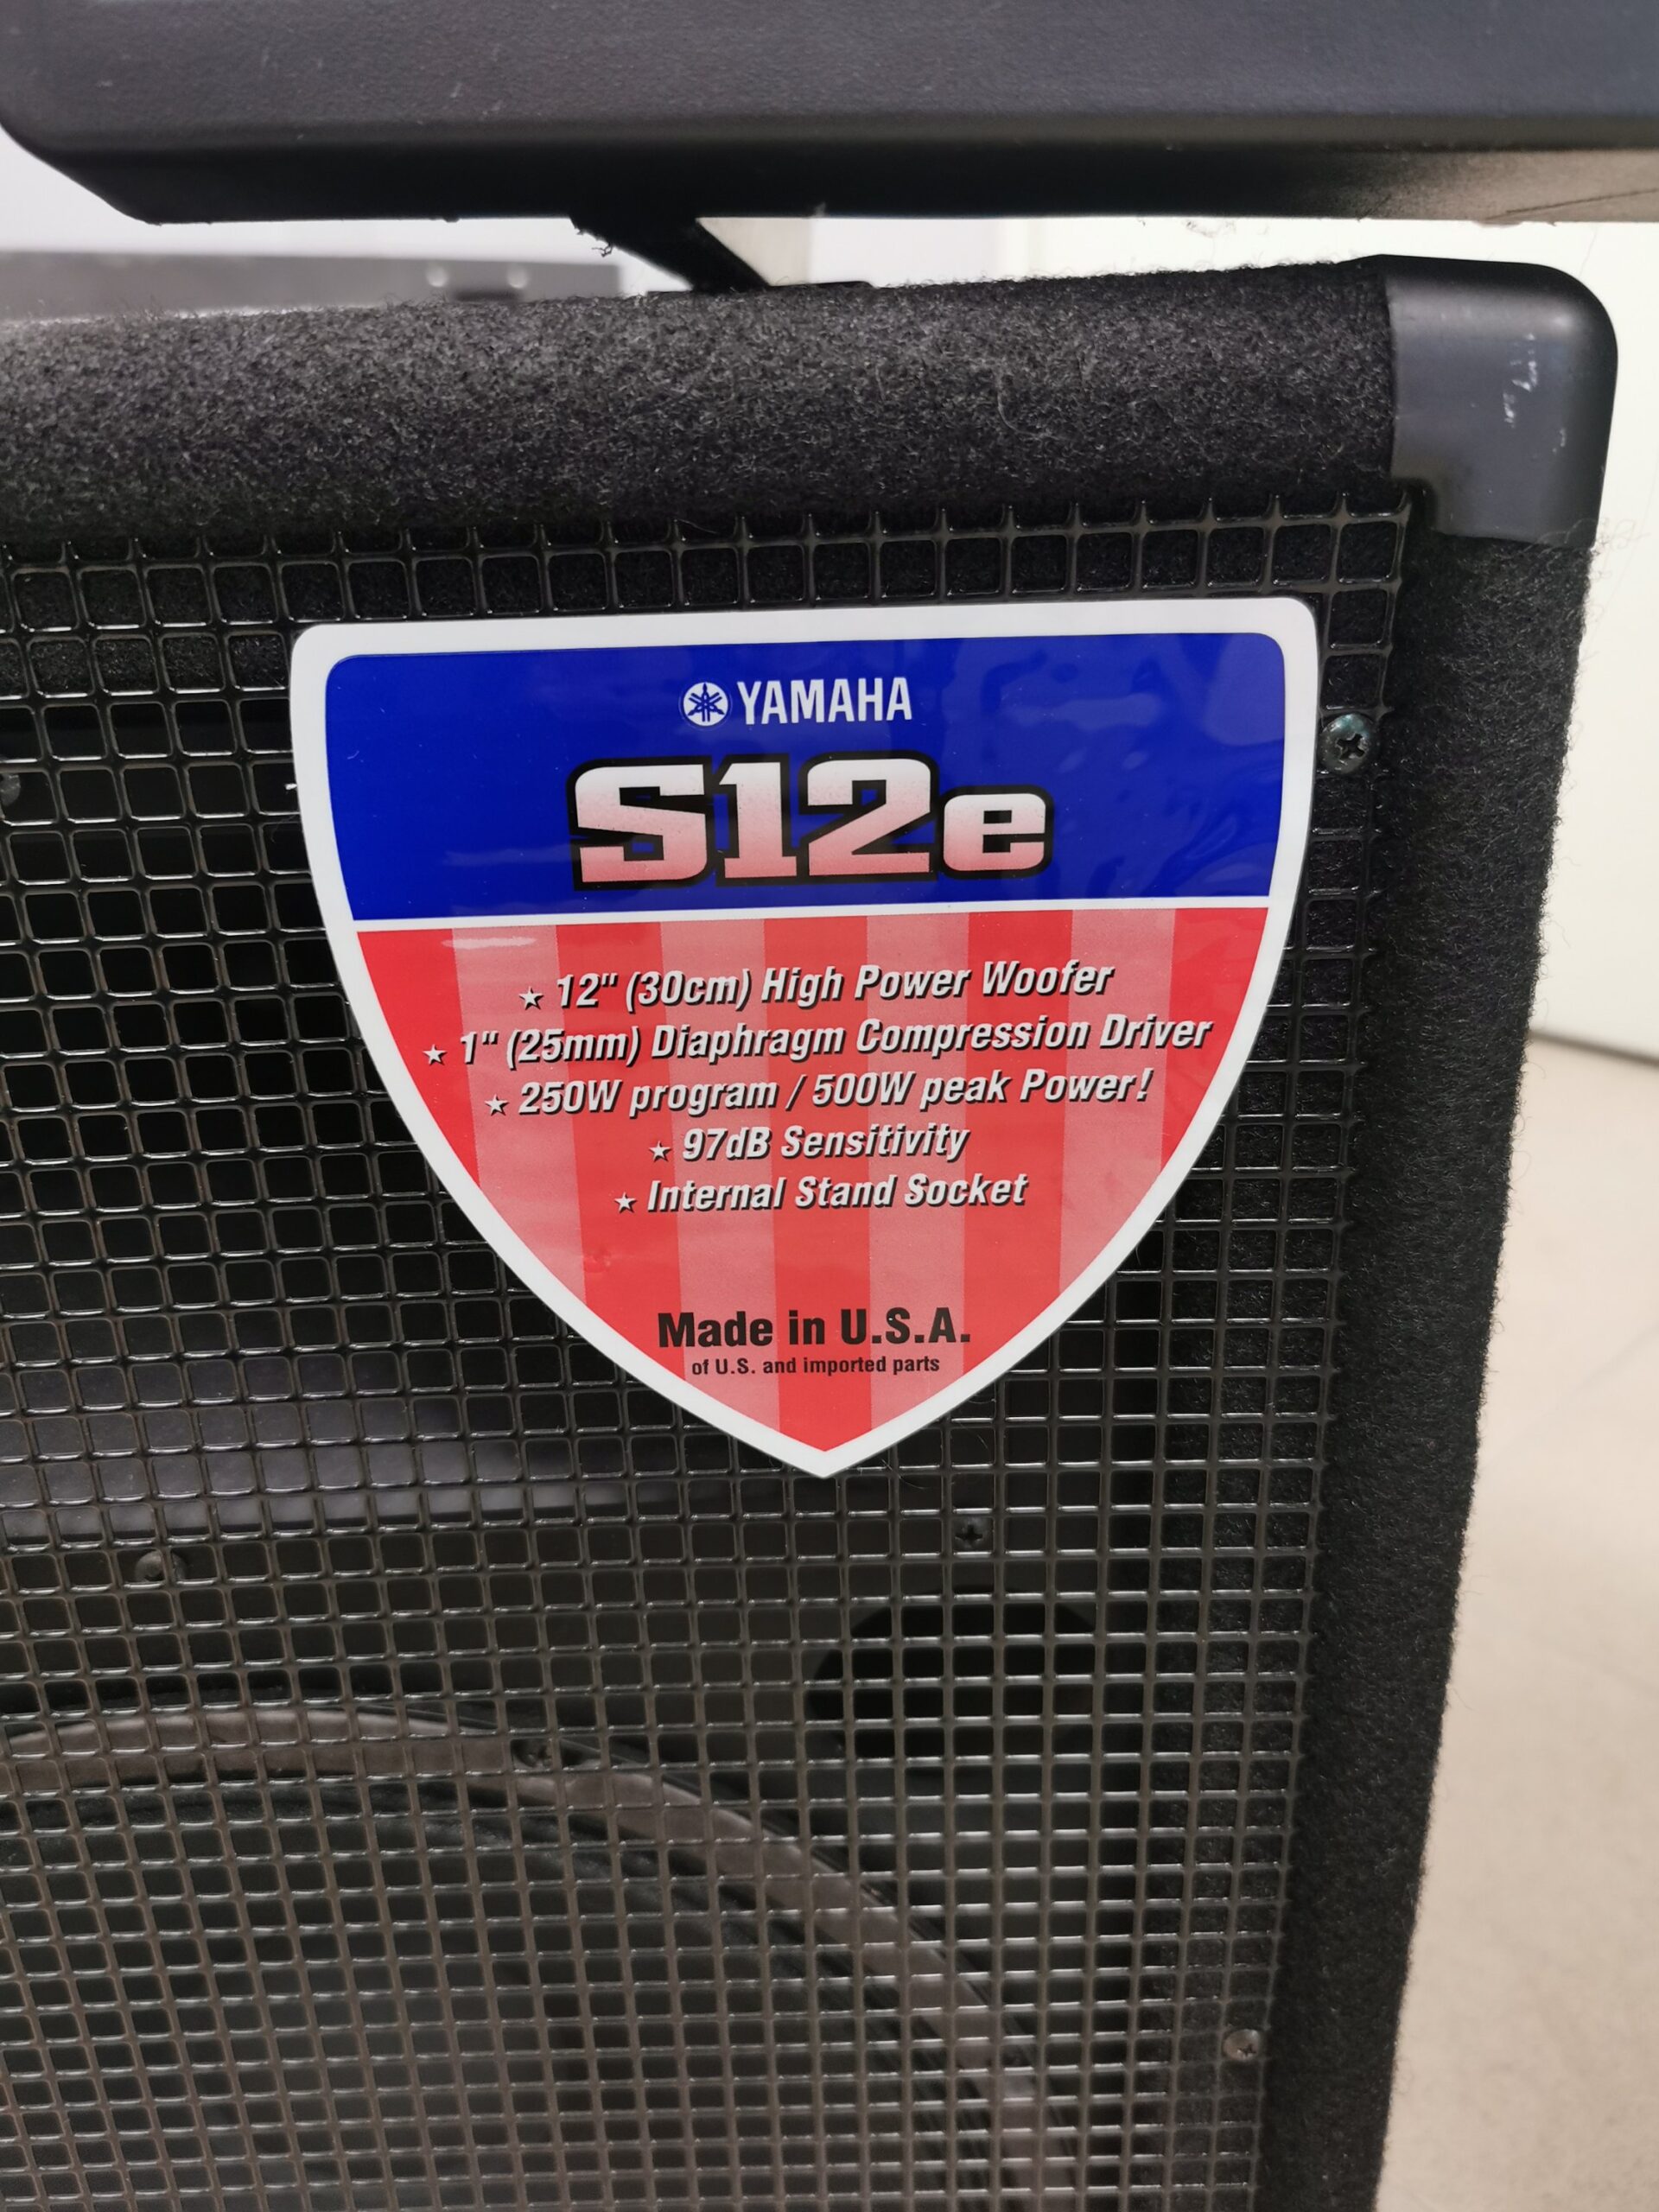 YAMAHA
S12e
★ 12" (30cm) High Power Woofer
★ 1" (25mm) Diaphragm Compression Driver
★ 250W program / 500W peak Power!
★ 97dB Sensitivity
★ Internal Stand Socket
Made in U.S.A.
of U.S. and imported parts